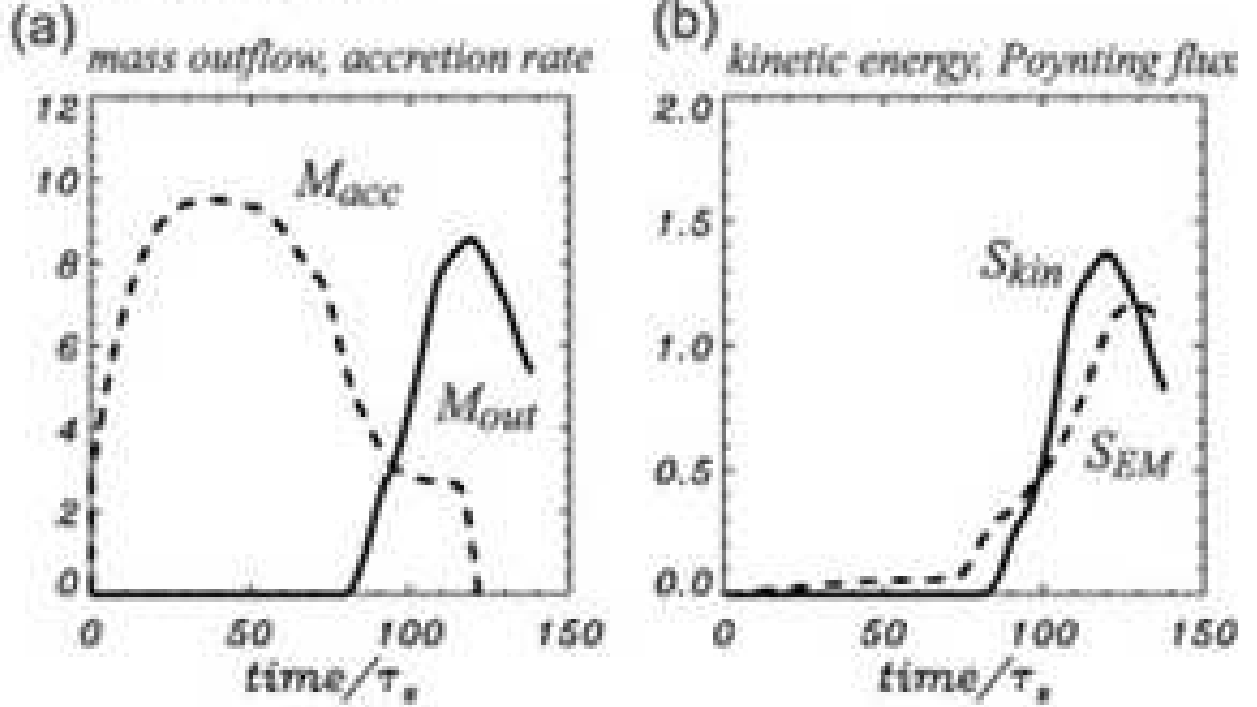 (a)
mass outflow, accretion rate
12
10
8
6
4
2
0
M_acc
M_out
0 50 100 150
time/τ_s
(b)
kinetic energy, Poynting flux
2.0
1.5
1.0
0.5
0.0
S_kin
S_EM
0 50 100 150
time/τ_s